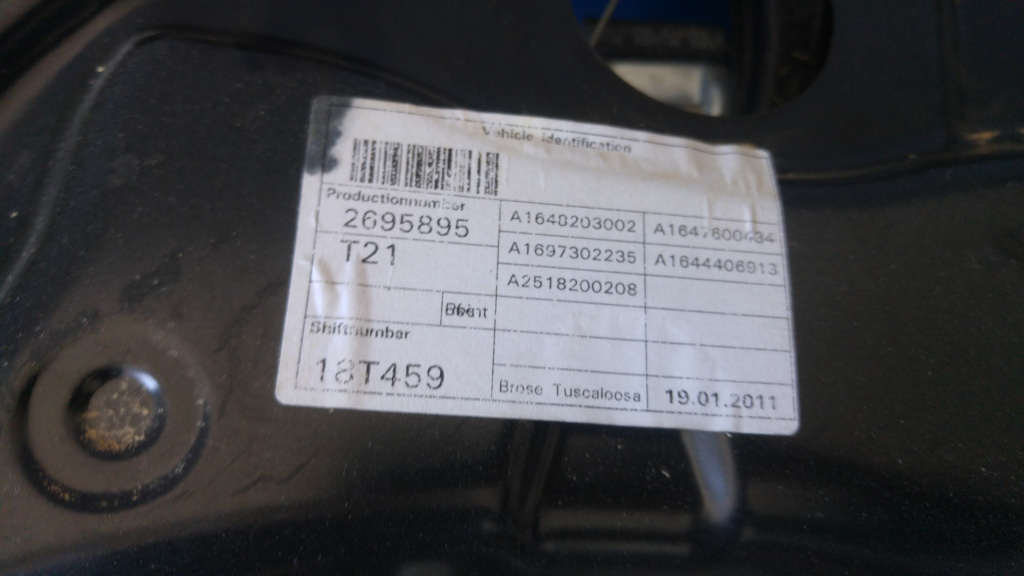 Vehicle identification
Productionnumber
2695895
T21
Shiftnumber
18T459
A1648203002 A1647600434
A1697302235 A1644406913
A2518200208
Brose Tuscaloosa 19.01.2011